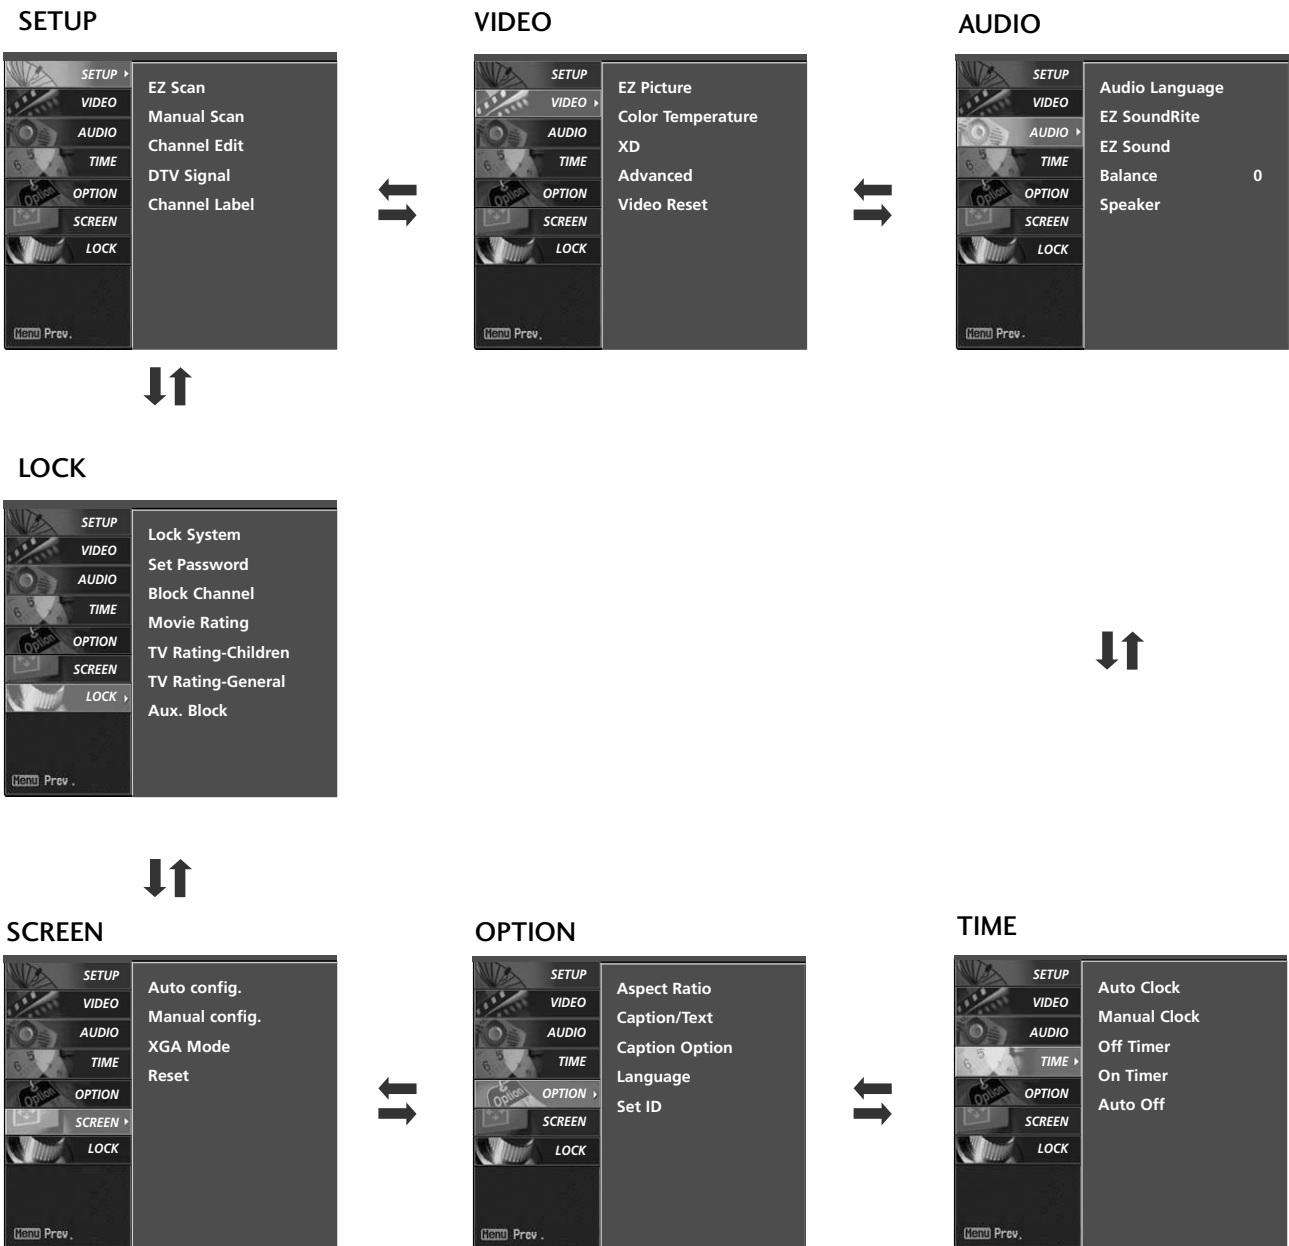 SETUP
SETUP
VIDEO
AUDIO
TIME
Option
OPTION
SCREEN
LOCK
EZ Scan
Manual Scan
Channel Edit
DTV Signal
Channel Label
Menu Prev.
VIDEO
SETUP
VIDEO
AUDIO
TIME
Option
OPTION
SCREEN
LOCK
EZ Picture
Color Temperature
XD
Advanced
Video Reset
Menu Prev.
AUDIO
SETUP
VIDEO
AUDIO
TIME
Option
OPTION
SCREEN
LOCK
Audio Language
EZ SoundRite
EZ Sound
Balance 0
Speaker
Menu Prev.
LOCK
SETUP
VIDEO
AUDIO
TIME
Option
OPTION
SCREEN
LOCK
Lock System
Set Password
Block Channel
Movie Rating
TV Rating-Children
TV Rating-General
Aux. Block
Menu Prev.
SCREEN
SETUP
VIDEO
AUDIO
TIME
Option
OPTION
SCREEN
LOCK
Auto config.
Manual config.
XGA Mode
Reset
Menu Prev.
OPTION
SETUP
VIDEO
AUDIO
TIME
Option
OPTION
SCREEN
LOCK
Aspect Ratio
Caption/Text
Caption Option
Language
Set ID
Menu Prev.
TIME
SETUP
VIDEO
AUDIO
TIME
Option
OPTION
SCREEN
LOCK
Auto Clock
Manual Clock
Off Timer
On Timer
Auto Off
Menu Prev.